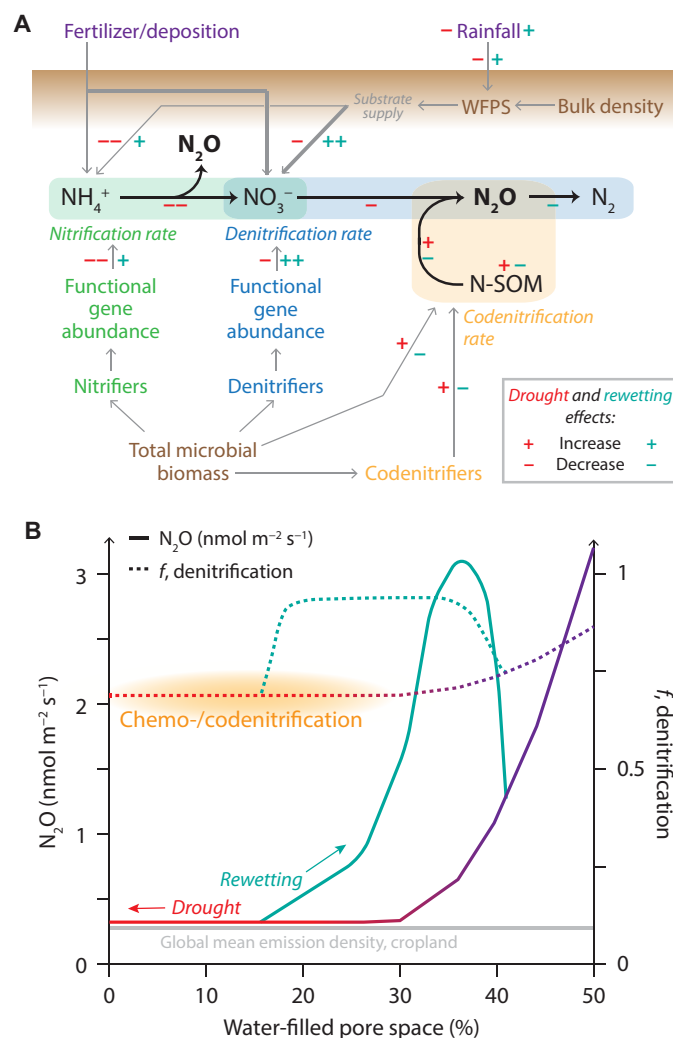 A
Fertilizer/deposition
− Rainfall +
− +
Substrate
supply
WFPS
Bulk density
−− +
N₂O
− ++
NH₄⁺
−−
NO₃⁻
−
N₂O
−
N₂
Nitrification rate
Denitrification rate
+
−
+ −
N-SOM
−− +
− ++
Functional
gene
abundance
Functional
gene
abundance
Codenitrification
rate
+ −
+ −
Nitrifiers
Denitrifiers
Total microbial
biomass
Codenitrifiers
Drought and rewetting
effects:
+ Increase +
− Decrease −
B
N₂O (nmol m⁻² s⁻¹)
f, denitrification
3
2
1
0
N₂O (nmol m⁻² s⁻¹)
1
0.5
0
f, denitrification
Chemo-/codenitrification
Rewetting
Drought
Global mean emission density, cropland
0 10 20 30 40 50
Water-filled pore space (%)